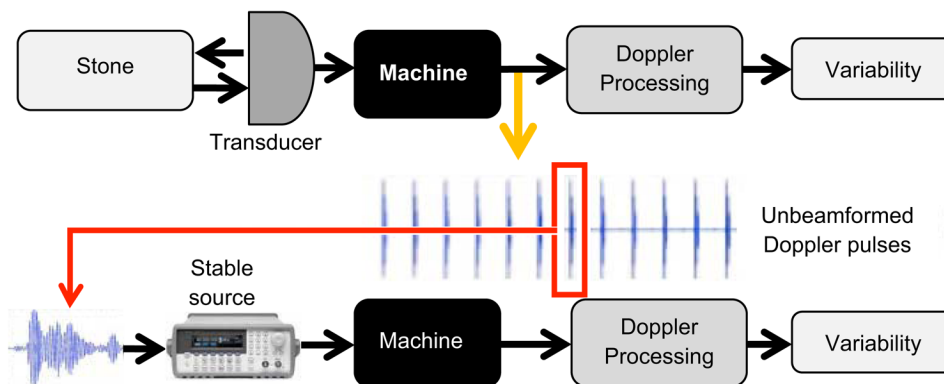 Stone
Transducer
Machine
Doppler
Processing
Variability
Unbeamformed
Doppler pulses
Stable
source
Machine
Doppler
Processing
Variability